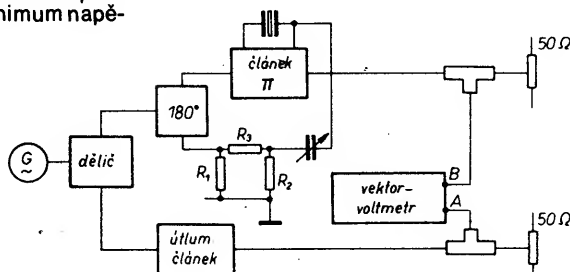 nimum napě-
50 Ω
článek
π
180°
R3
G
~
dělič
R1
R2
B
vektor-
voltmetr
A
50 Ω
útlum
článek